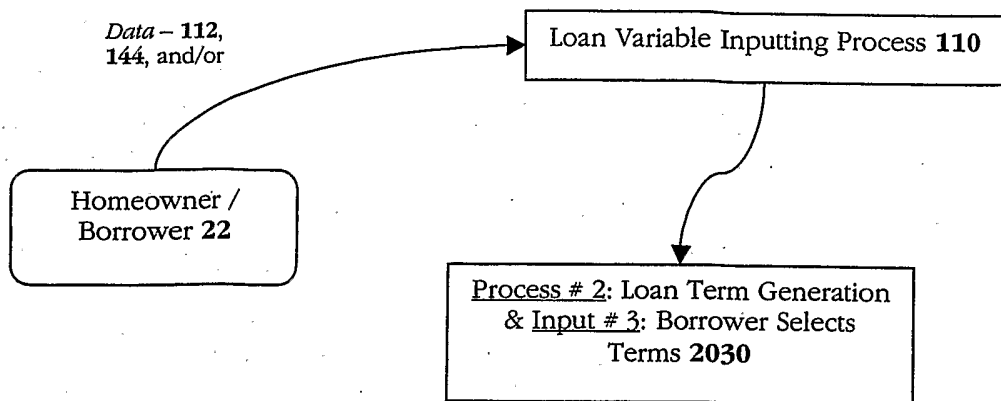 Data – 112,
144, and/or
Loan Variable Inputting Process 110
Homeowner /
Borrower 22
Process # 2: Loan Term Generation
& Input # 3: Borrower Selects
Terms 2030